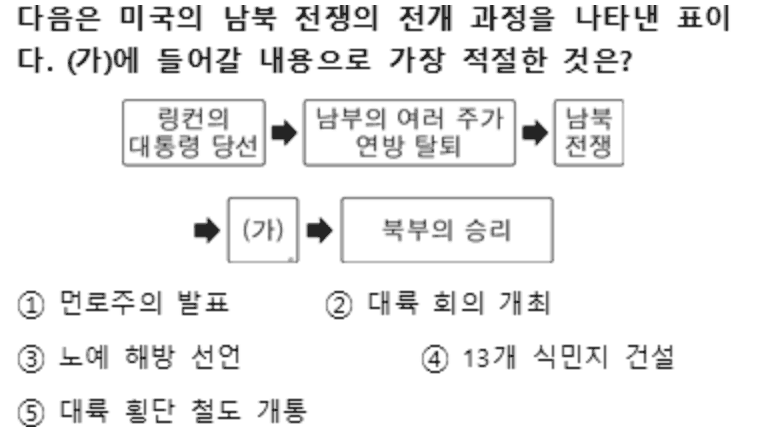 다음은 미국의 남북 전쟁의 전개 과정을 나타낸 표이
다. (가)에 들어갈 내용으로 가장 적절한 것은?
링컨의
대통령 당선
남부의 여러 주가
연방 탈퇴
남북
전쟁
(가)
북부의 승리
① 먼로주의 발표
② 대륙 회의 개최
③ 노예 해방 선언
④ 13개 식민지 건설
⑤ 대륙 횡단 철도 개통